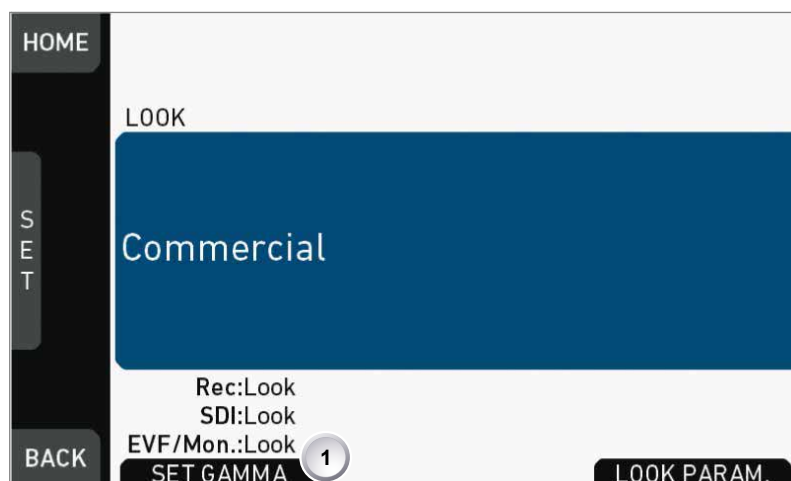 HOME
LOOK
S
E
T
Commercial
Rec:Look
SDI:Look
EVF/Mon.:Look
1
BACK
SET GAMMA
LOOK PARAM.